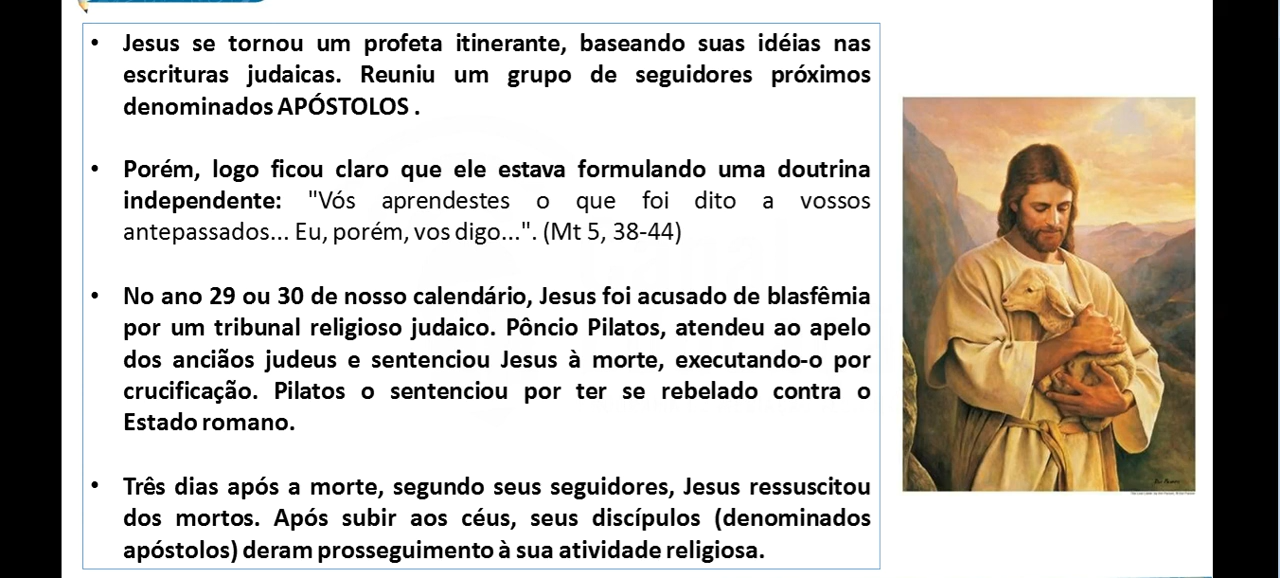 • Jesus se tornou um profeta itinerante, baseando suas idéias nas
escrituras judaicas. Reuniu um grupo de seguidores próximos
denominados APÓSTOLOS .
• Porém, logo ficou claro que ele estava formulando uma doutrina
independente: "Vós aprendestes o que foi dito a vossos
antepassados... Eu, porém, vos digo...". (Mt 5, 38-44)
• No ano 29 ou 30 de nosso calendário, Jesus foi acusado de blasfêmia
por um tribunal religioso judaico. Pôncio Pilatos, atendeu ao apelo
dos anciãos judeus e sentenciou Jesus à morte, executando-o por
crucificação. Pilatos o sentenciou por ter se rebelado contra o
Estado romano.
• Três dias após a morte, segundo seus seguidores, Jesus ressuscitou
dos mortos. Após subir aos céus, seus discípulos (denominados
apóstolos) deram prosseguimento à sua atividade religiosa.